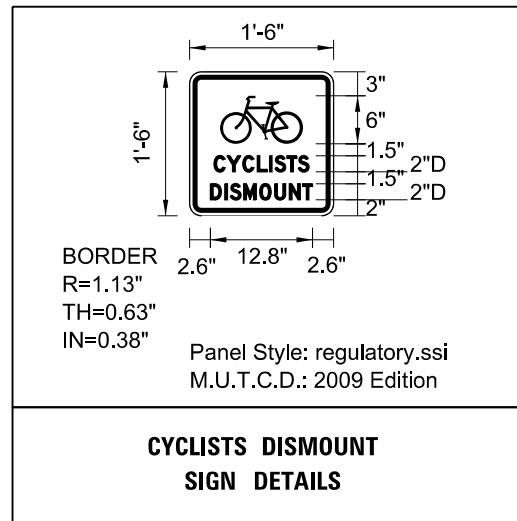 1'-6"
1'-6"
3"
6"
1.5"
2"D
1.5"
2"D
2"
CYCLISTS
DISMOUNT
2.6" 12.8" 2.6"
BORDER
R=1.13"
TH=0.63"
IN=0.38"
Panel Style: regulatory.ssi
M.U.T.C.D.: 2009 Edition
CYCLISTS DISMOUNT
SIGN DETAILS